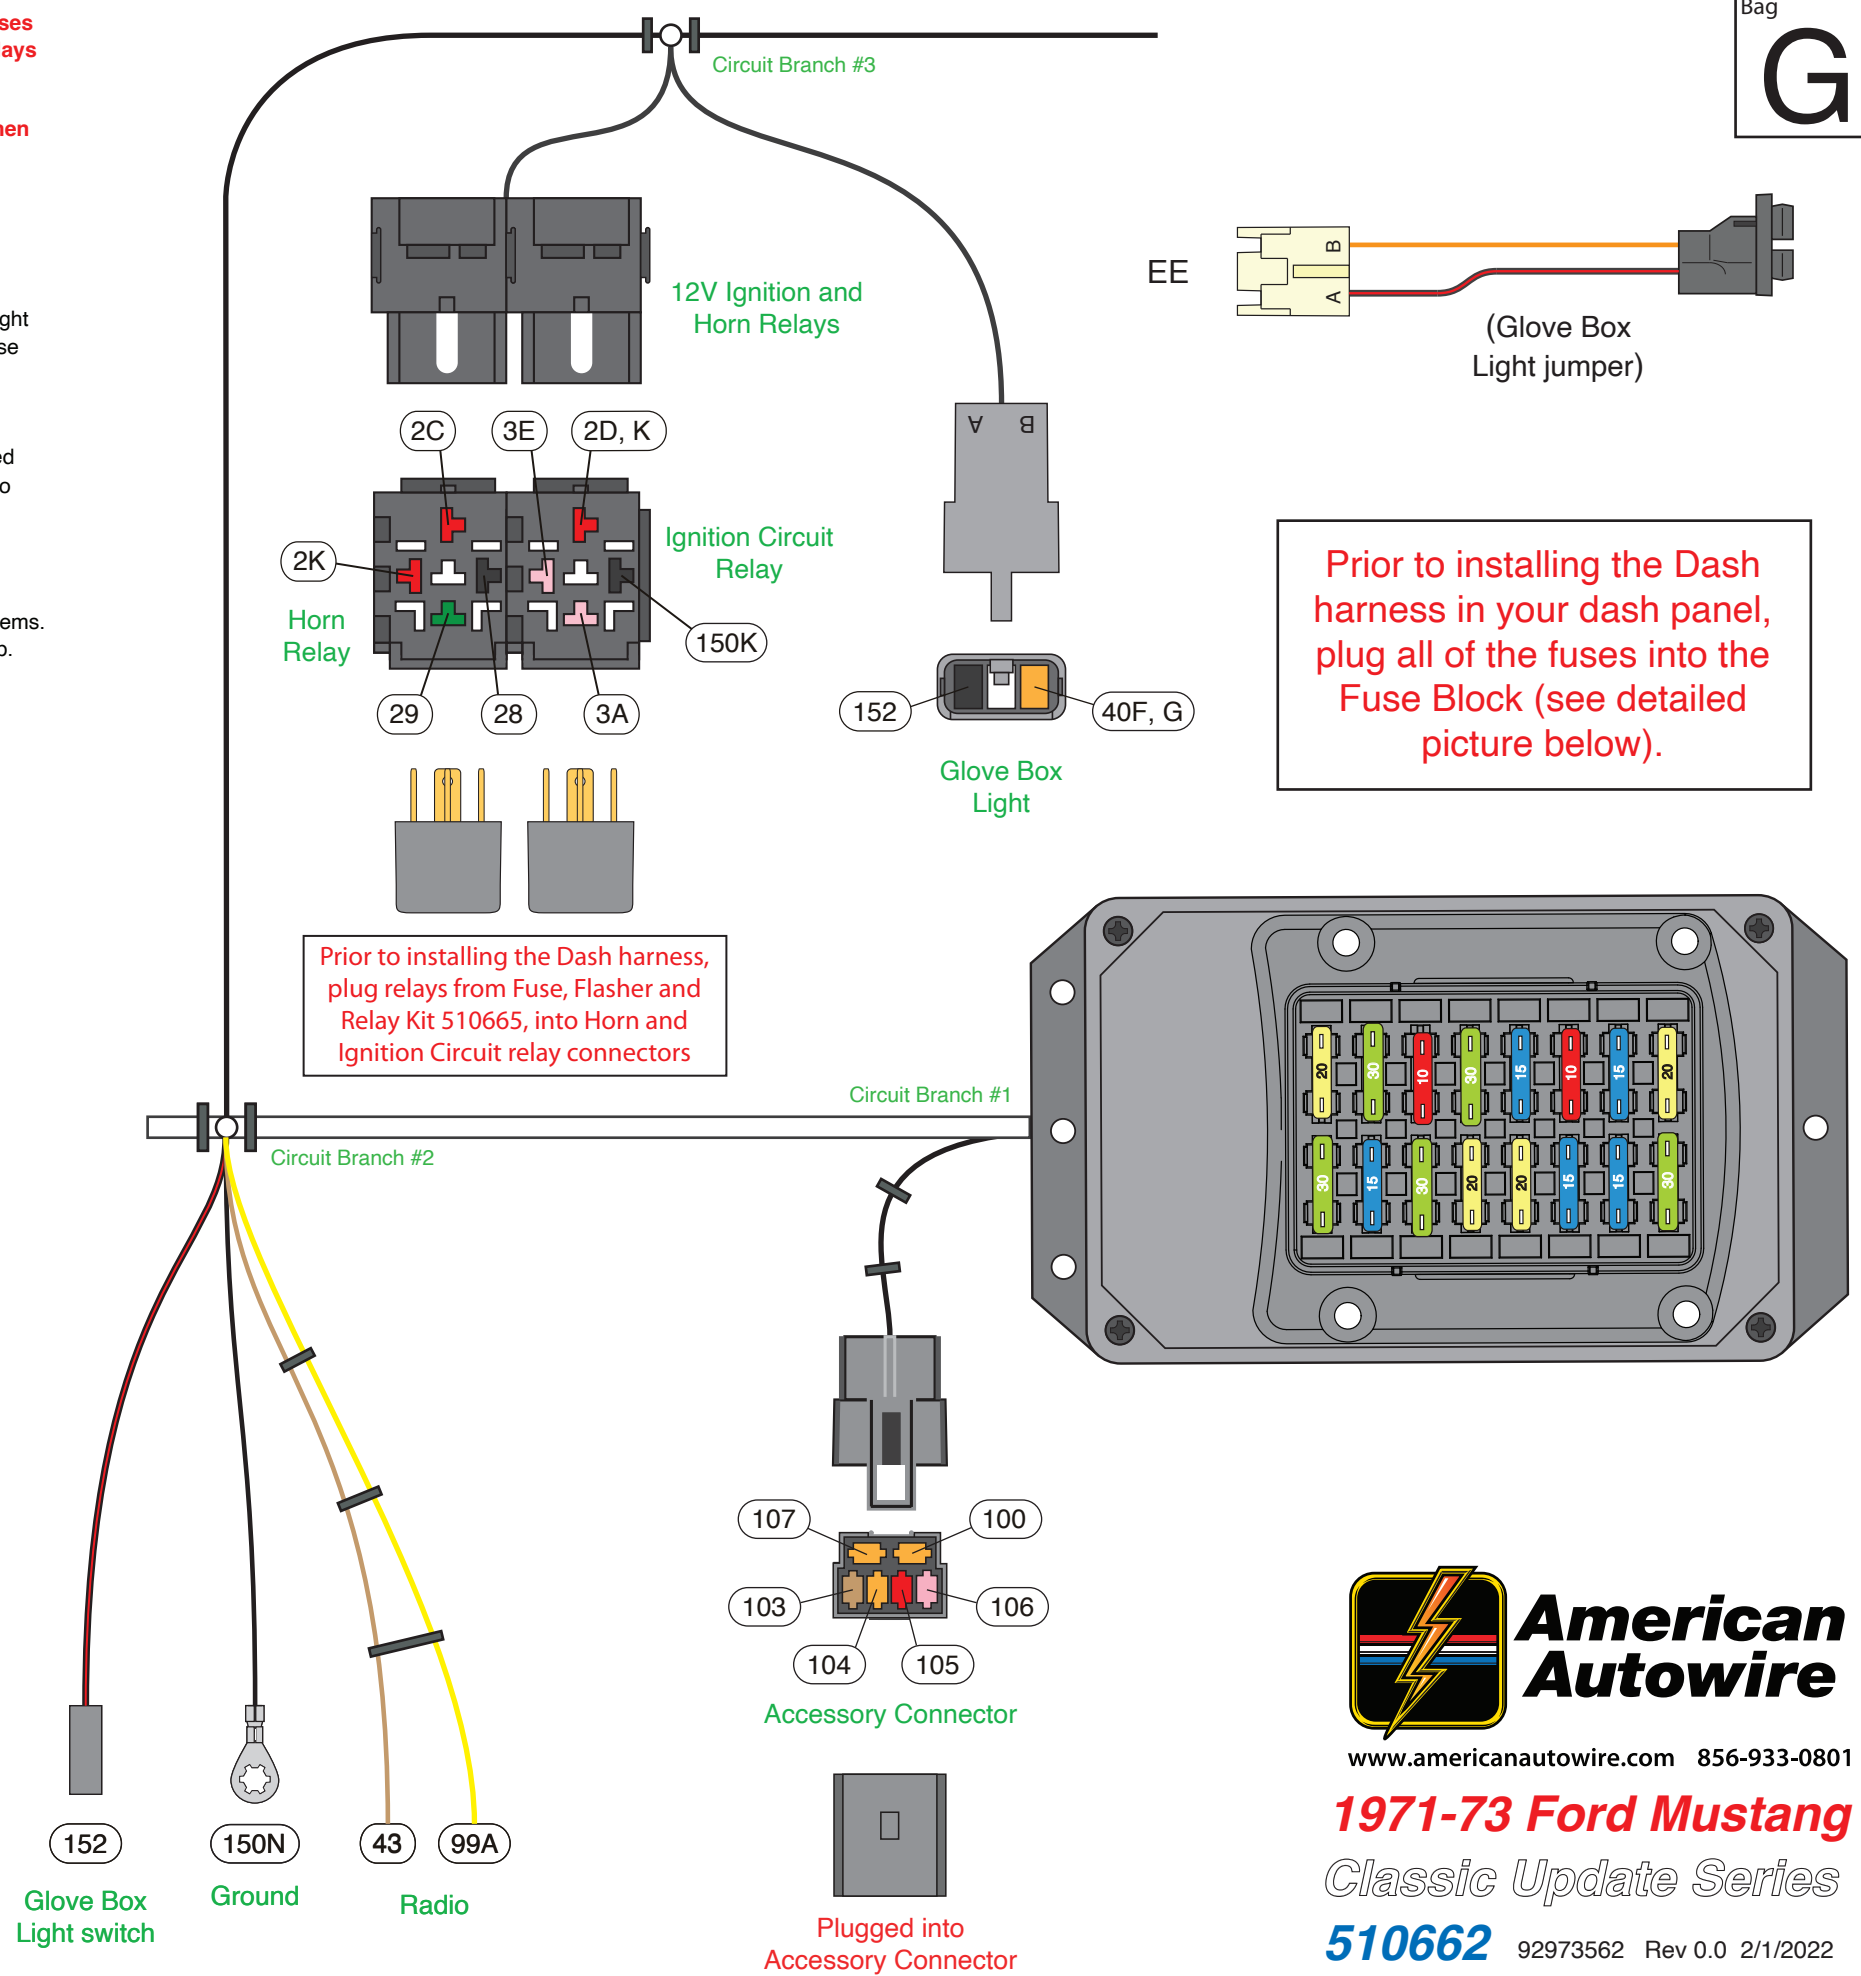 Bag
G
Circuit Branch #3
12V Ignition and
Horn Relays
EE
B
A
(Glove Box
Light jumper)
2C
3E
2D, K
A
B
2K
Ignition Circuit
Relay
Horn
Relay
150K
29
28
3A
152
40F, G
Glove Box
Light
Prior to installing the Dash
harness in your dash panel,
plug all of the fuses into the
Fuse Block (see detailed
picture below).
Prior to installing the Dash harness,
plug relays from Fuse, Flasher and
Relay Kit 510665, into Horn and
Ignition Circuit relay connectors
Circuit Branch #1
Circuit Branch #2
20 30 10 30 15 10 15 20
30 15 30 20 20 15 15 30
107
100
103
106
104
105
Accessory Connector
Plugged into
Accessory Connector
152
150N
43
99A
Glove Box
Light switch
Ground
Radio
American
Autowire
www.americanautowire.com 856-933-0801
1971-73 Ford Mustang
Classic Update Series
510662 92973562 Rev 0.0 2/1/2022